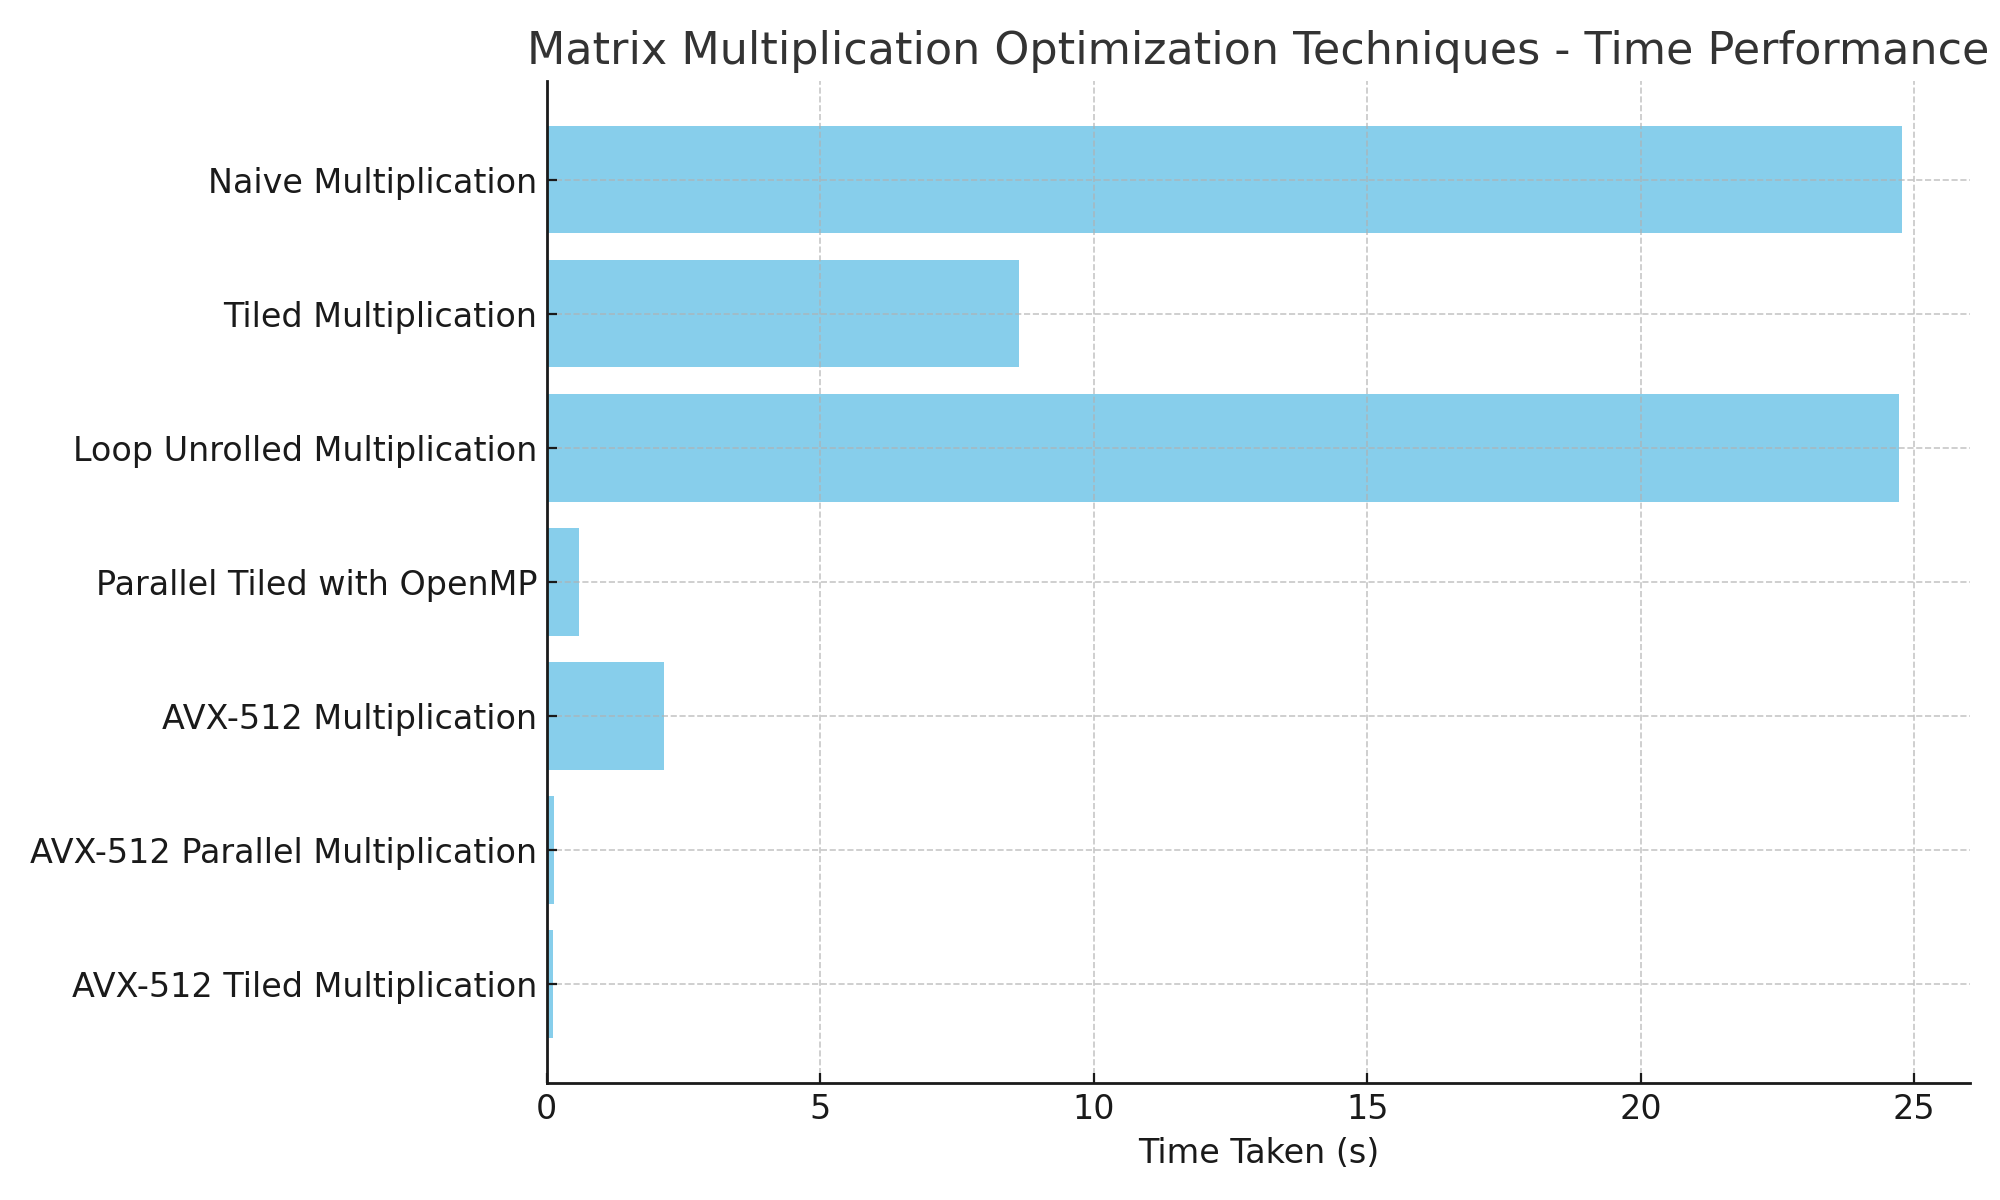 Matrix Multiplication Optimization Techniques - Time Performance
Naive Multiplication
Tiled Multiplication
Loop Unrolled Multiplication
Parallel Tiled with OpenMP
AVX-512 Multiplication
AVX-512 Parallel Multiplication
AVX-512 Tiled Multiplication
0 5 10 15 20 25
Time Taken (s)